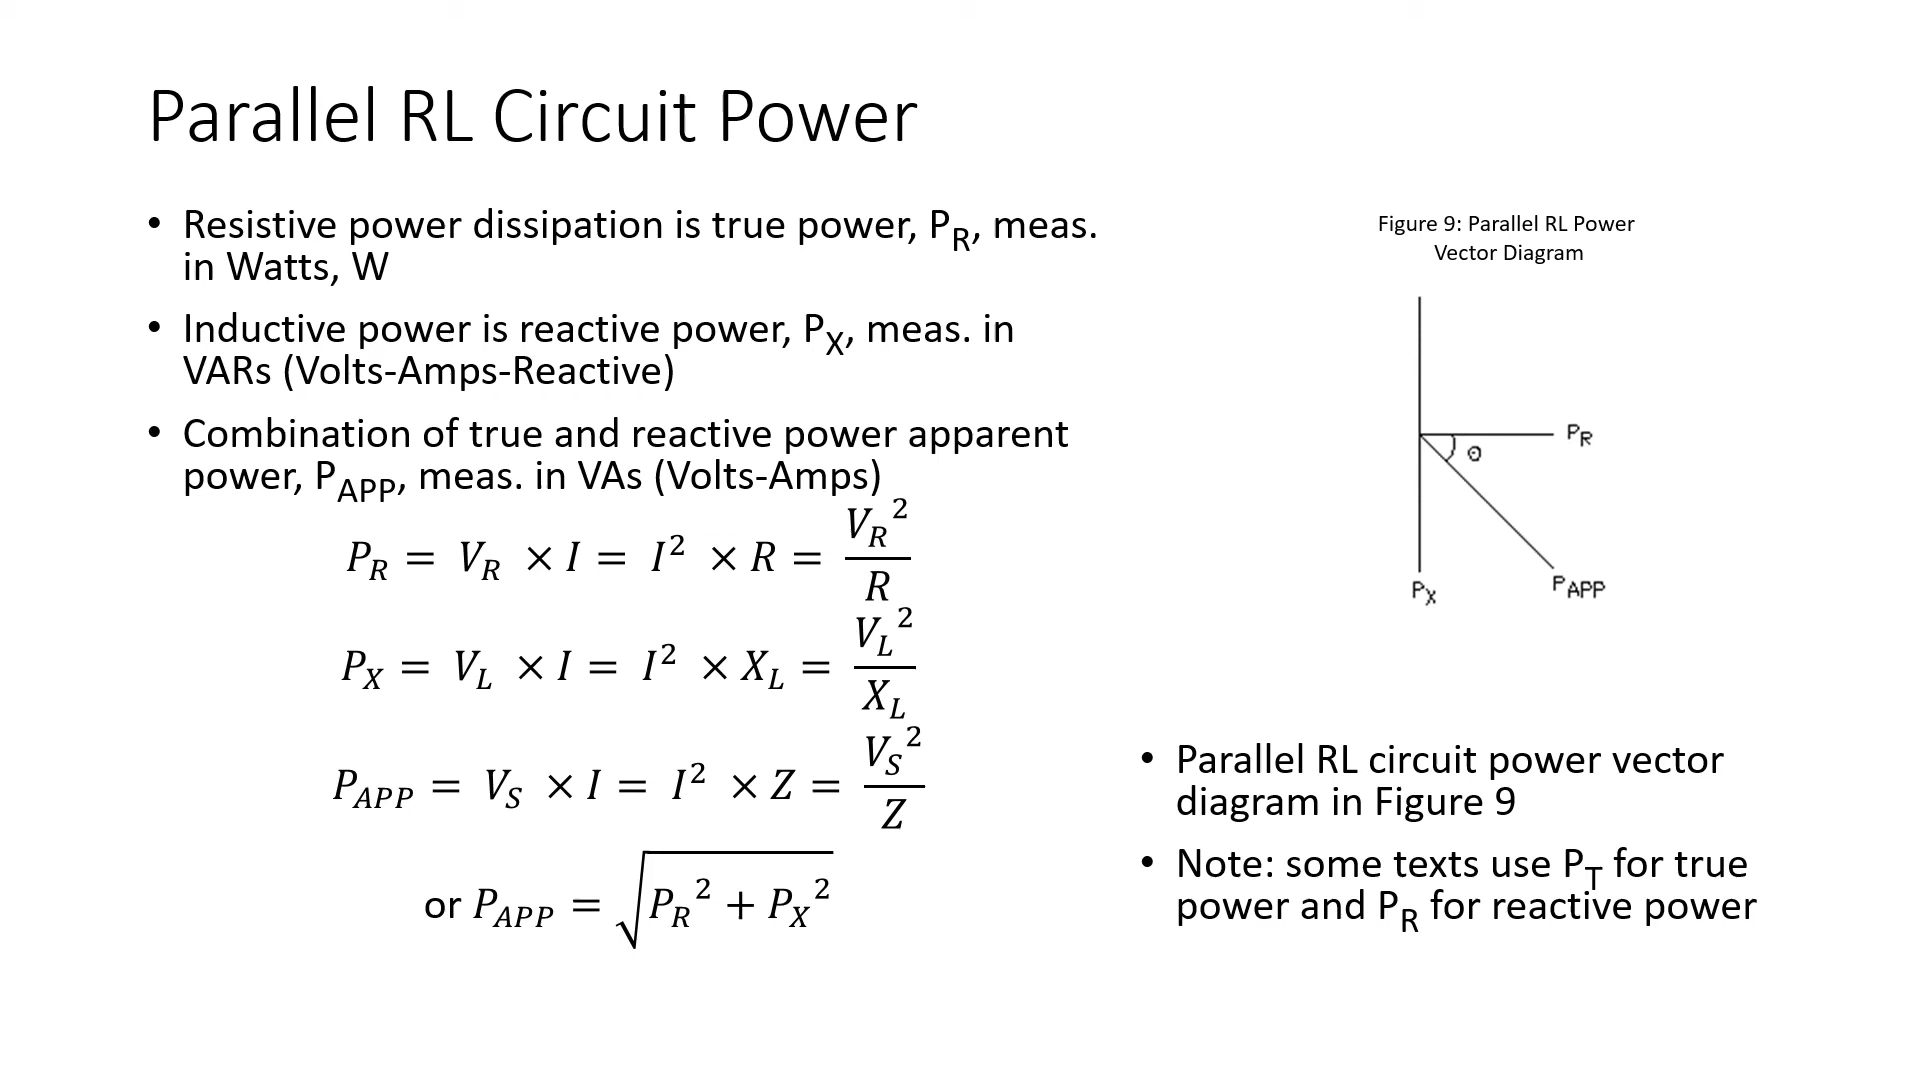 Parallel RL Circuit Power
• Resistive power dissipation is true power, P_R, meas.
in Watts, W
• Inductive power is reactive power, P_X, meas. in
VARs (Volts-Amps-Reactive)
• Combination of true and reactive power apparent
power, P_APP, meas. in VAs (Volts-Amps)
P_R = V_R × I = I² × R = V_R² / R
P_X = V_L × I = I² × X_L = V_L² / X_L
P_APP = V_S × I = I² × Z = V_S² / Z
or P_APP = √(P_R² + P_X²)
Figure 9: Parallel RL Power
Vector Diagram
P_R
Θ
P_X
P_APP
• Parallel RL circuit power vector
diagram in Figure 9
• Note: some texts use P_T for true
power and P_R for reactive power